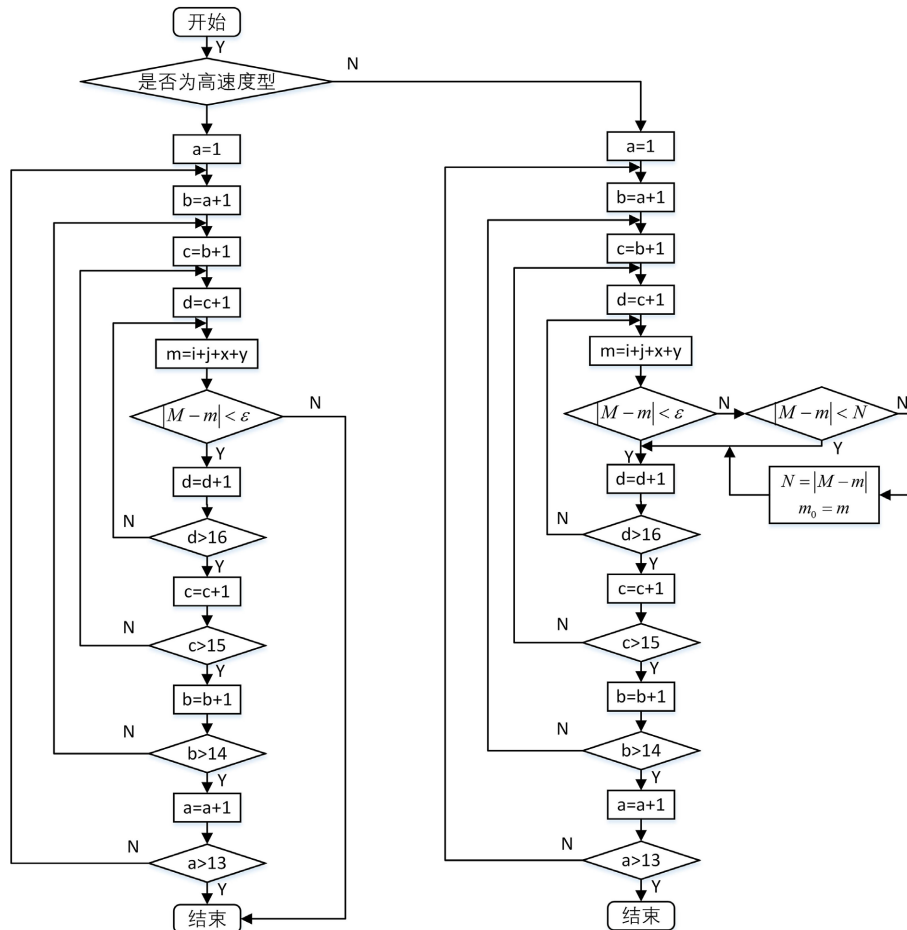 开始
Y
是否为高速度型
N
a=1
b=a+1
c=b+1
d=c+1
m=i+j+x+y
|M−m|<ε
N
Y
d=d+1
N
d>16
Y
c=c+1
N
c>15
Y
b=b+1
N
b>14
Y
a=a+1
N
a>13
Y
结束
a=1
b=a+1
c=b+1
d=c+1
m=i+j+x+y
|M−m|<ε
N
|M−m|<N
N
Y
Y
N=|M−m|
m₀=m
d=d+1
N
d>16
Y
c=c+1
N
c>15
Y
b=b+1
N
b>14
Y
a=a+1
N
a>13
Y
结束